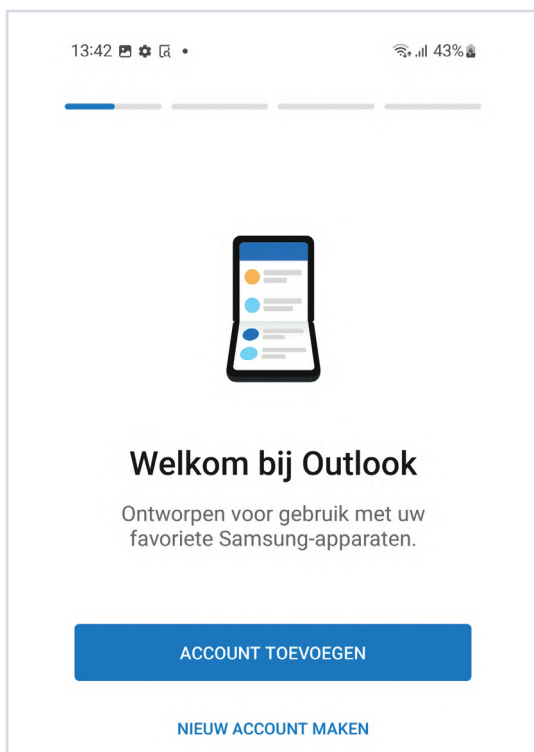 13:42
43%
Welkom bij Outlook
Ontworpen voor gebruik met uw
favoriete Samsung-apparaten.
ACCOUNT TOEVOEGEN
NIEUW ACCOUNT MAKEN